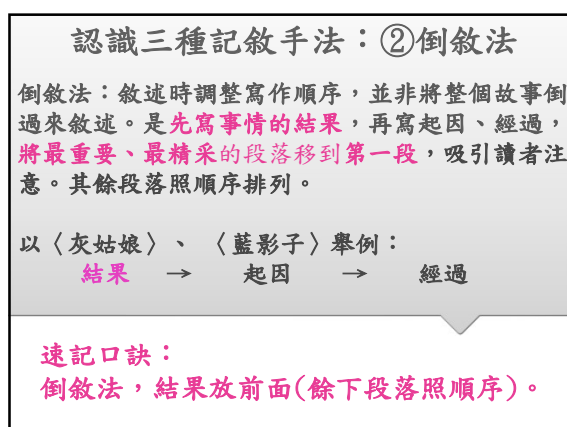 認識三種記敘手法：②倒敘法
倒敘法：敘述時調整寫作順序，並非將整個故事倒
過來敘述。是先寫事情的結果，再寫起因、經過，
將最重要、最精采的段落移到第一段，吸引讀者注
意。其餘段落照順序排列。
以〈灰姑娘〉、〈藍影子〉舉例：
結果 → 起因 → 經過
速記口訣：
倒敘法，結果放前面(餘下段落照順序)。